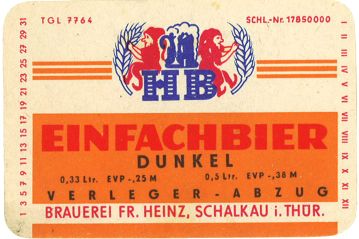 TGL 7764
SCHL.-Nr. 17850000
HB
EINFACHBIER
DUNKEL
0,33 Ltr. EVP -,25 M 0,5 Ltr. EVP -,38 M
VERLEGER-ABZUG
BRAUEREI FR. HEINZ, SCHALKAU i. THÜR.
1 3 5 7 9 11 13 15 17 19 21 23 25 27 29 31
I II III IV V VI VII VIII IX X XI XII